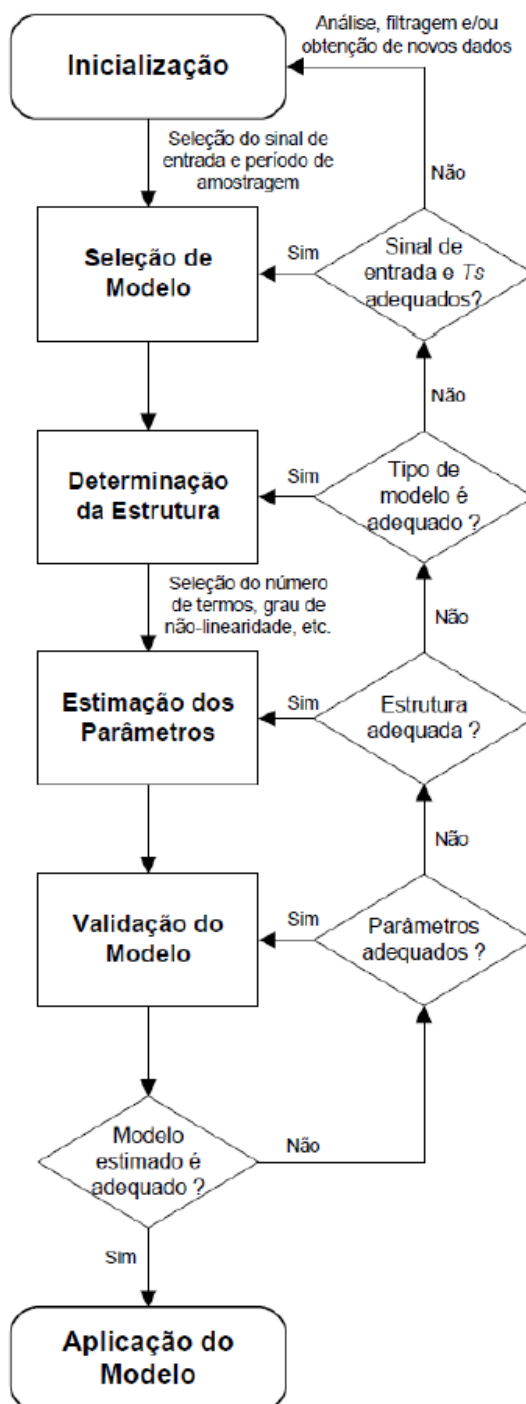 Análise, filtragem e/ou
obtenção de novos dados
Inicialização
Seleção do sinal de
entrada e período de
amostragem
Não
Seleção de
Modelo
Sim
Sinal de
entrada e Ts
adequados?
Não
Determinação
da Estrutura
Sim
Tipo de
modelo é
adequado ?
Seleção do número
de termos, grau de
não-linearidade, etc.
Não
Estimação dos
Parâmetros
Sim
Estrutura
adequada ?
Não
Validação do
Modelo
Sim
Parâmetros
adequados ?
Modelo
estimado é
adequado ?
Não
Sim
Aplicação do
Modelo